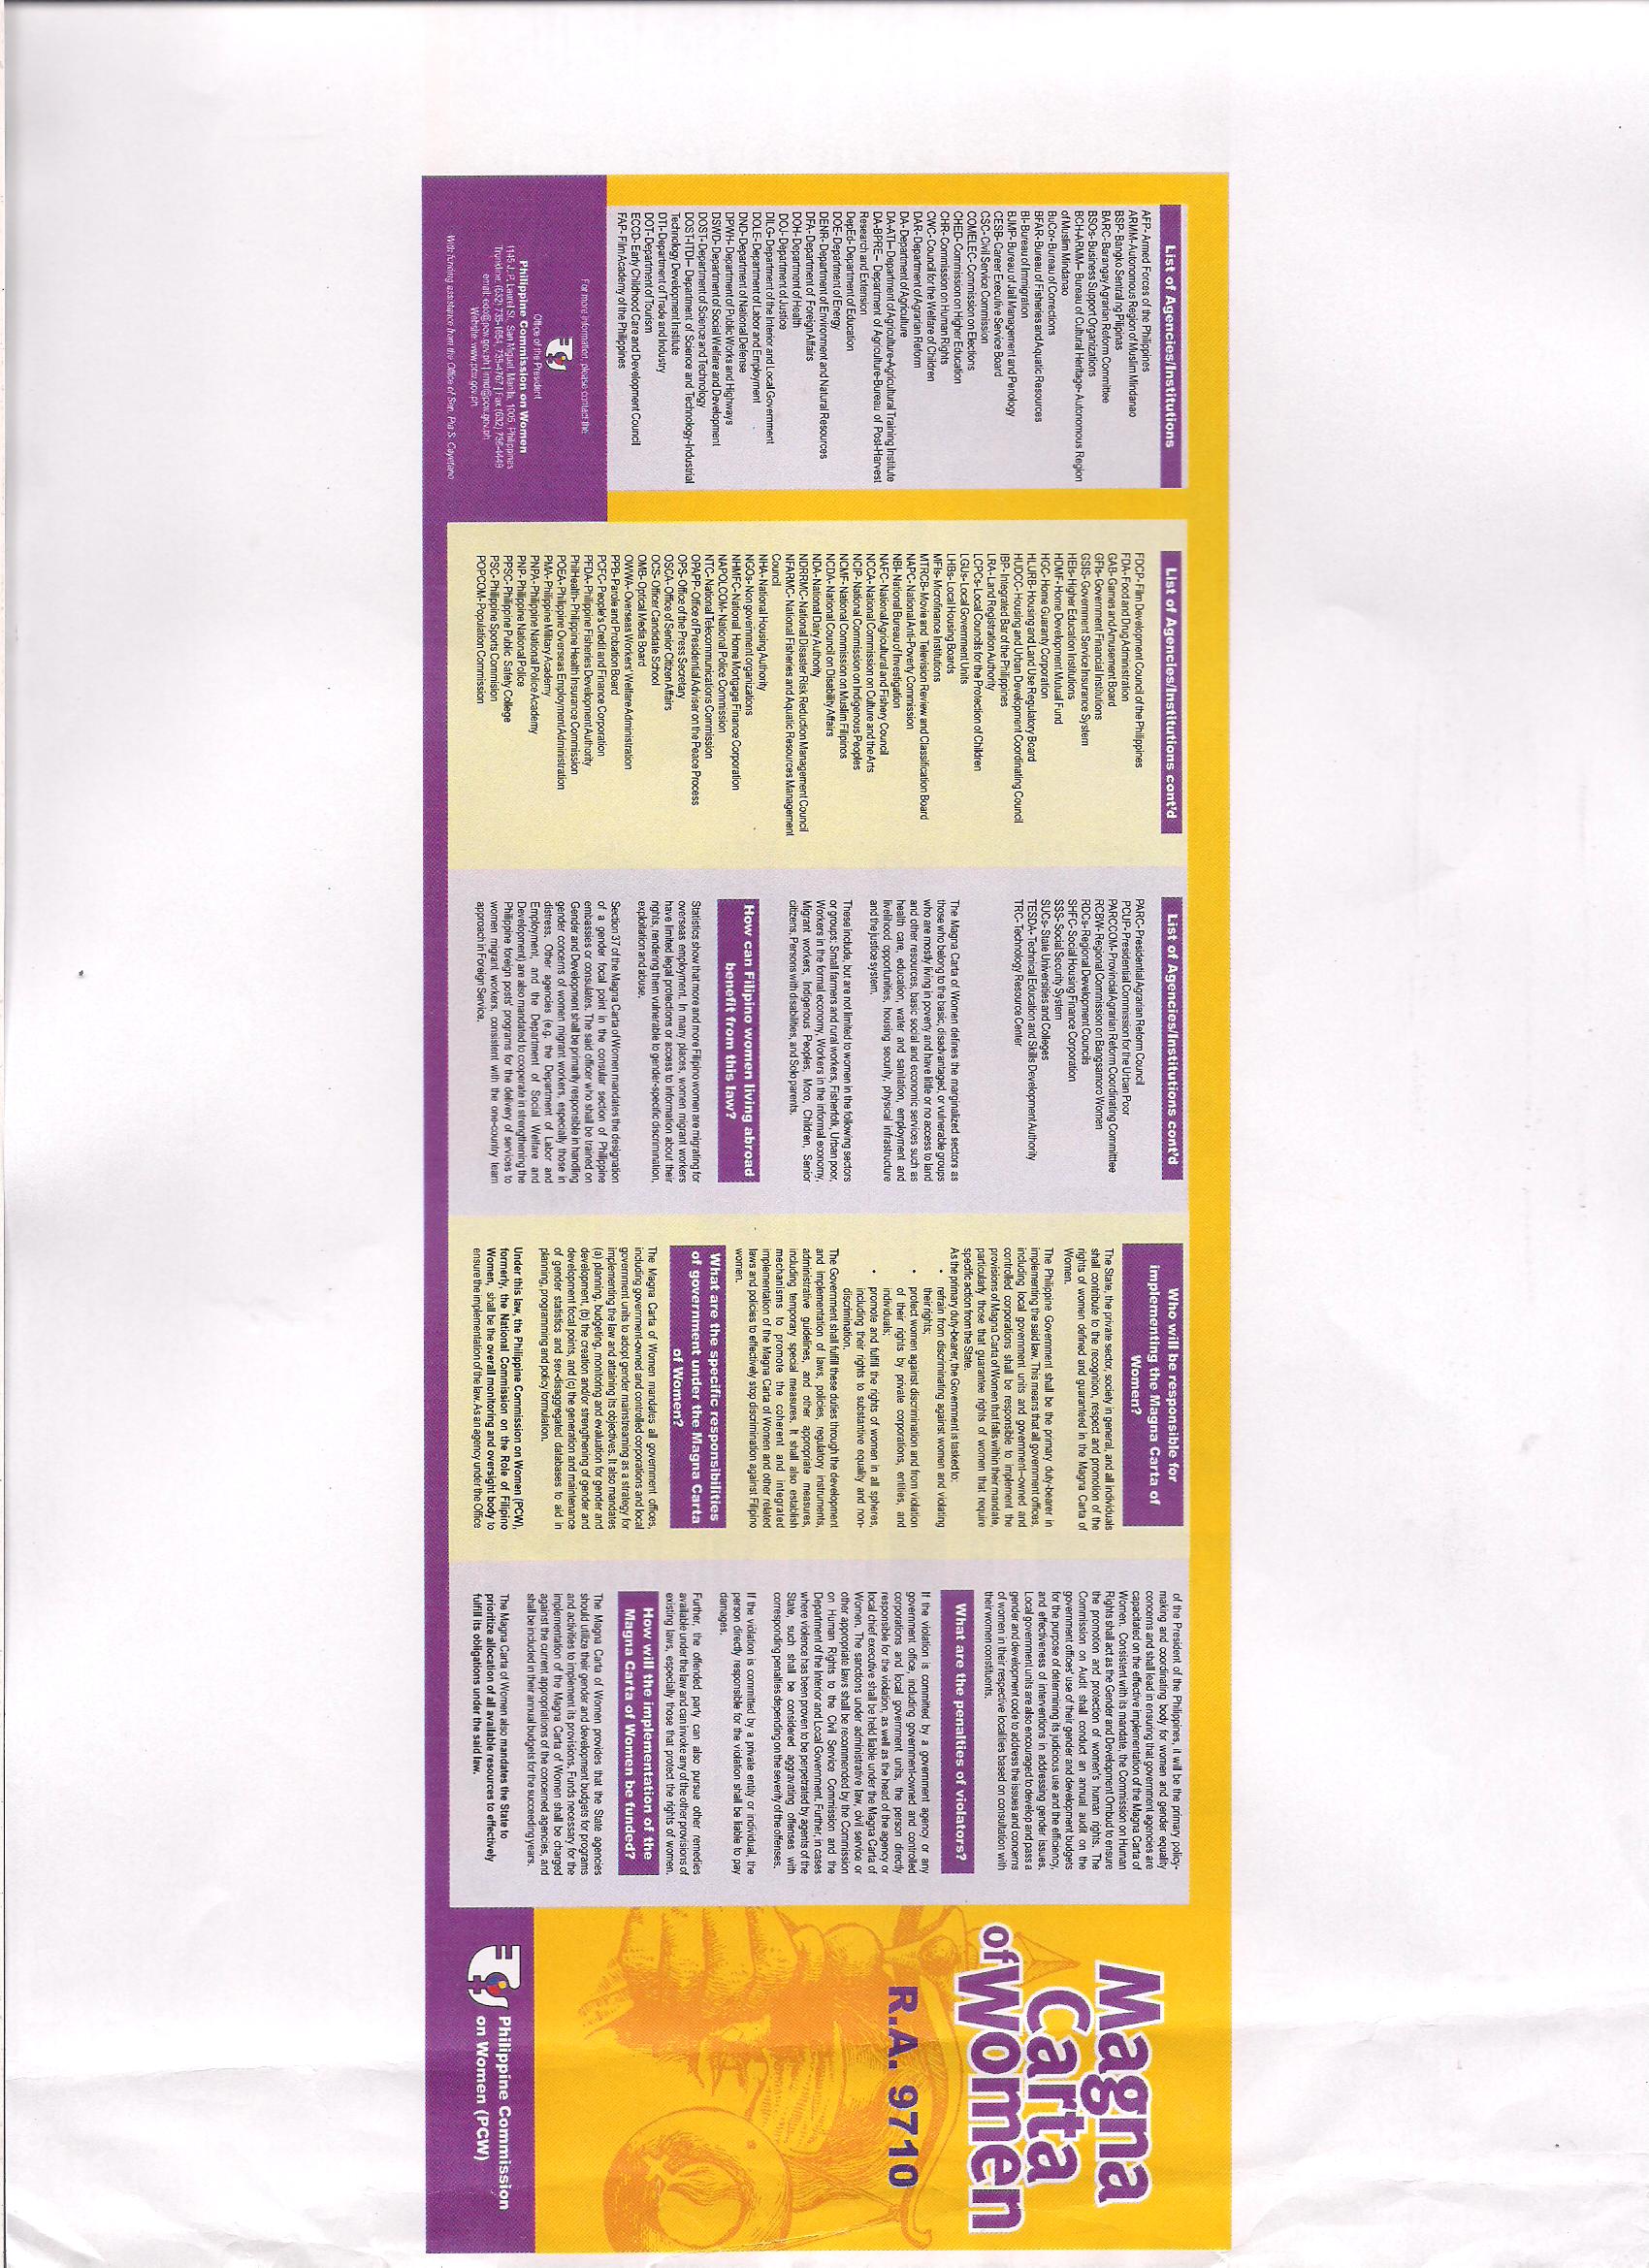 List of Agencies/Institutions
AFP- Armed Forces of the Philippines
ARMM-Autonomous Region of Muslim Mindanao
BSP- Bangko Sentral ng Pilipinas
BARC- Barangay Agrarian Reform Committee
BSOs- Business Support Organizations
BCH-ARMM– Bureau of Cultural Heritage-Autonomous Region
of Muslim Mindanao
BuCor- Bureau of Corrections
BFAR- Bureau of Fisheries and Aquatic Resources
BI- Bureau of Immigration
BJMP- Bureau of Jail Management and Penology
CESB- Career Executive Service Board
CSC- Civil Service Commission
COMELEC- Commission on Elections
CHED- Commission on Higher Education
CHR- Commission on Human Rights
CWC- Council for the Welfare of Children
DAR- Department of Agrarian Reform
DA- Department of Agriculture
DA-ATI– Department of Agriculture-Agricultural Training Institute
DA-BPRE– Department of Agriculture-Bureau of Post-Harvest
Research and Extension
DepEd- Department of Education
DOE- Department of Energy
DENR- Department of Environment and Natural Resources
DFA- Department of Foreign Affairs
DOH- Department of Health
DOJ- Department of Justice
DILG- Department of the Interior and Local Government
DOLE- Department of Labor and Employment
DND- Department of National Defense
DPWH- Department of Public Works and Highways
DSWD- Department of Social Welfare and Development
DOST- Department of Science and Technology
DOST-ITDI– Department of Science and Technology-Industrial
Technology Development Institute
DTI- Department of Trade and Industry
DOT- Department of Tourism
ECCD- Early Childhood Care and Development Council
FAP- Film Academy of the Philippines
For more information, please contact the:
Office of the President
Philippine Commission on Women
1145 J.P. Laurel St., San Miguel, Manila, 1005, Philippines
Trunkline: (632) 735-1654, 735-4767 | Fax (632) 736-4449
Website: www.pcw.gov.ph
With funding assistance from the Office of Sen. Pia S. Cayetano
List of Agencies/Institutions cont'd
FDCP- Film Development Council of the Philippines
FDA- Food and Drug Administration
GAB- Games and Amusement Board
GFIs- Government Financial Institutions
GSIS- Government Service Insurance System
HEIs- Higher Education Institutions
HDMF- Home Development Mutual Fund
HGC- Home Guaranty Corporation
HLURB- Housing and Land Use Regulatory Board
HUDCC- Housing and Urban Development Coordinating Council
IBP- Integrated Bar of the Philippines
LRA- Land Registration Authority
LCPCs- Local Councils for the Protection of Children
LGUs- Local Government Units
LHBs- Local Housing Boards
MFIs- Microfinance Institutions
MTRCB- Movie and Television Review and Classification Board
NAPC- National Anti-Poverty Commission
NBI- National Bureau of Investigation
NAFC- National Agricultural and Fishery Council
NCCA- National Commission on Culture and the Arts
NCIP- National Commission on Indigenous Peoples
NCMF- National Commission on Muslim Filipinos
NCDA- National Council on Disability Affairs
NDA- National Dairy Authority
NDRRMC- National Disaster Risk Reduction Management Council
NFARMC- National Fisheries and Aquatic Resources Management
Council
NHA- National Housing Authority
NGOs- Non government organizations
NHMFC- National Home Mortgage Finance Corporation
NAPOLCOM- National Police Commission
NTC- National Telecommunications Commission
OPAPP- Office of Presidential Adviser on the Peace Process
OPS- Office of the Press Secretary
OSCA- Office of Senior Citizen Affairs
OCS- Officer Candidate School
OMB- Optical Media Board
OWWA- Overseas Workers' Welfare Administration
PPB- Parole and Probation Board
PCFC- People's Credit and Finance Corporation
PFDA- Philippine Fisheries Development Authority
PhilHealth- Philippine Health Insurance Commission
POEA- Philippine Overseas Employment Administration
PMA- Philippine Military Academy
PNPA- Philippine National Police Academy
PNP- Philippine National Police
PPSC- Philippine Public Safety College
PSC- Philippine Sports Commision
POPCOM- Population Commission
List of Agencies/Institutions cont'd
PARC-Presidential Agrarian Reform Council
PCUP- Presidential Commission for the Urban Poor
PARCCOM-Provincial Agrarian Reform Coordinating Committee
RCBW- Regional Commission on Bangsamoro Women
RDCs- Regional Development Councils
SHFC- Social Housing Finance Corporation
SSS- Social Security System
SUCs- State Universities and Colleges
TESDA- Technical Education and Skills Development Authority
TRC- Technology Resource Center
The Magna Carta of Women defines the marginalized sectors as
those who belong to the basic, disadvantaged, or vulnerable groups
who are mostly living in poverty and have little or no access to land
and other resources, basic social and economic services such as
health care, education, water and sanitation, employment and
livelihood opportunities, housing security, physical infrastructure
and the justice system.
These include, but are not limited to women in the following sectors
or groups: Small farmers and rural workers, Fisherfolk, Urban poor,
Workers in the formal economy, Workers in the informal economy,
Migrant workers, Indigenous Peoples, Moro, Children, Senior
citizens, Persons with disabilities, and Solo parents.
How can Filipino women living abroad
benefit from this law?
Statistics show that more and more Filipino women are migrating for
overseas employment. In many places, women migrant workers
have limited legal protections or access to information about their
rights, rendering them vulnerable to gender-specific discrimination,
exploitation and abuse.
Section 37 of the Magna Carta of Women mandates the designation
of a gender focal point in the consular section of Philippine
embassies or consulates. The said officer who shall be trained on
Gender and Development shall be primarily responsible in handling
gender concerns of women migrant workers, especially those in
distress. Other agencies (e.g. the Department of Labor and
Employment, and the Department of Social Welfare and
Development) are also mandated to cooperate in strengthening the
Philippine foreign posts' programs for the delivery of services to
women migrant workers, consistent with the one-country team
approach in Foreign Service.
Who will be responsible for
implementing the Magna Carta of
Women?
The State, the private sector, society in general, and all individuals
shall contribute to the recognition, respect and promotion of the
rights of women defined and guaranteed in the Magna Carta of
Women.
The Philippine Government shall be the primary duty-bearer in
implementing the said law. This means that all government offices,
including local government units and government–owned and
controlled corporations shall be responsible to implement the
provisions of Magna Carta of Women that falls within their mandate,
particularly those that guarantee rights of women that require
specific action from the State.
As the primary duty-bearer, the Government is tasked to:
• refrain from discriminating against women and violating
their rights;
• protect women against discrimination and from violation
of their rights by private corporations, entities, and
individuals;
• promote and fulfill the rights of women in all spheres,
including their rights to substantive equality and non-
discrimination.
The Government shall fulfill these duties through the development
and implementation of laws, policies, regulatory instruments,
administrative guidelines, and other appropriate measures,
including temporary special measures. It shall also establish
mechanisms to promote the coherent and integrated
implementation of the Magna Carta of Women and other related
laws and policies to effectively stop discrimination against Filipino
women.
What are the specific responsibilities
of government under the Magna Carta
of Women?
The Magna Carta of Women mandates all government offices,
including government-owned and controlled corporations and local
government units to adopt gender mainstreaming as a strategy for
implementing the law and attaining its objectives. It also mandates
(a) planning, budgeting, monitoring and evaluation for gender and
development, (b) the creation and/or strengthening of gender and
development focal points, and (c) the generation and maintenance
of gender statistics and sex-disaggregated databases to aid in
planning, programming and policy formulation.
Under this law, the Philippine Commission on Women (PCW),
formerly, the National Commission on the Role of Filipino
Women, shall be the overall monitoring and oversight body to
ensure the implementation of the law. As an agency under the Office
of the President of the Philippines, it will be the primary policy-
making and coordinating body for women and gender equality
concerns and shall lead in ensuring that government agencies are
capacitated on the effective implementation of the Magna Carta of
Women. Consistent with its mandate, the Commission on Human
Rights shall act as the Gender and Development Ombud to ensure
the promotion and protection of women's human rights. The
Commission on Audit shall conduct an annual audit on the
government offices' use of their gender and development budgets
for the purpose of determining its judicious use and the efficiency,
and effectiveness of interventions in addressing gender issues.
Local government units are also encouraged to develop and pass a
gender and development code to address the issues and concerns
of women in their respective localities based on consultation with
their women constituents.
What are the penalties of violators?
If the violation is committed by a government agency or any
government office, including government-owned and controlled
corporations and local government units, the person directly
responsible for the violation, as well as the head of the agency or
local chief executive shall be held liable under the Magna Carta of
Women. The sanctions under administrative law, civil service or
other appropriate laws shall be recommended by the Commission
on Human Rights to the Civil Service Commission and the
Department of the Interior and Local Government. Further, in cases
where violence has been proven to be perpetrated by agents of the
State, such shall be considered aggravating offenses with
corresponding penalties depending on the severity of the offenses.
If the violation is committed by a private entity or individual, the
person directly responsible for the violation shall be liable to pay
damages.
Further, the offended party can also pursue other remedies
available under the law and can invoke any of the other provisions of
existing laws, especially those that protect the rights of women.
How will the implementation of the
Magna Carta of Women be funded?
The Magna Carta of Women provides that the State agencies
should utilize their gender and development budgets for programs
and activities to implement its provisions. Funds necessary for the
implementation of the Magna Carta of Women shall be charged
against the current appropriations of the concerned agencies, and
shall be included in their annual budgets for the succeeding years.
The Magna Carta of Women also mandates the State to
prioritize allocation of all available resources to effectively
fulfill its obligations under the said law.
Magna
Carta
of Women
R.A. 9710
Philippine Commission
on Women (PCW)